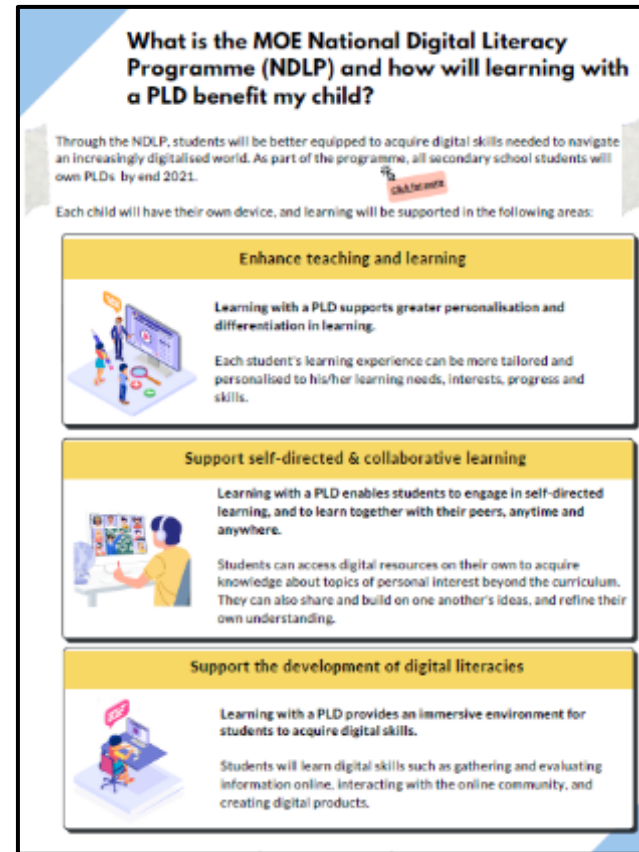 What is the MOE National Digital Literacy
Programme (NDLP) and how will learning with
a PLD benefit my child?
Through the NDLP, students will be better equipped to acquire digital skills needed to navigate
an increasingly digitalised world. As part of the programme, all secondary school students will
own PLDs by end 2021.
Click for more
Each child will have their own device, and learning will be supported in the following areas:
Enhance teaching and learning
Learning with a PLD supports greater personalisation and
differentiation in learning.
Each student's learning experience can be more tailored and
personalised to his/her learning needs, interests, progress and
skills.
Support self-directed & collaborative learning
Learning with a PLD enables students to engage in self-directed
learning, and to learn together with their peers, anytime and
anywhere.
Students can access digital resources on their own to acquire
knowledge about topics of personal interest beyond the curriculum.
They can also share and build on one another's ideas, and refine their
own understanding.
Support the development of digital literacies
Learning with a PLD provides an immersive environment for
students to acquire digital skills.
Students will learn digital skills such as gathering and evaluating
information online, interacting with the online community, and
creating digital products.